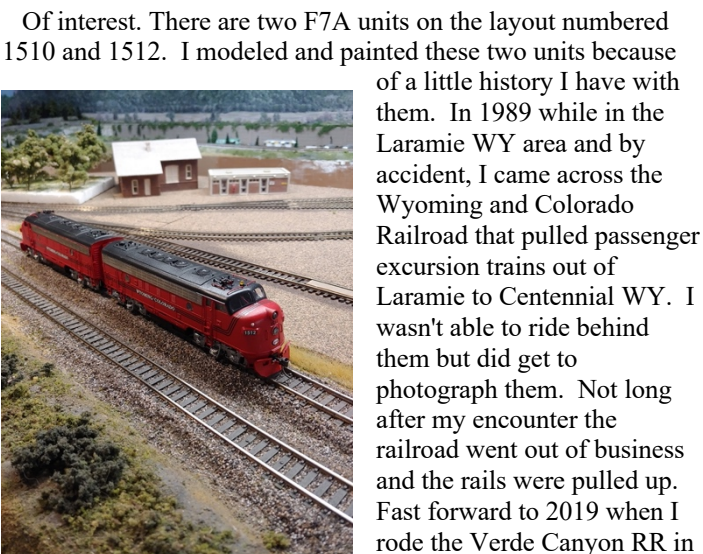 Of interest. There are two F7A units on the layout numbered
1510 and 1512.  I modeled and painted these two units because
of a little history I have with
them.  In 1989 while in the
Laramie WY area and by
accident, I came across the
Wyoming and Colorado
Railroad that pulled passenger
excursion trains out of
Laramie to Centennial WY.  I
wasn't able to ride behind
them but did get to
photograph them.  Not long
after my encounter the
railroad went out of business
and the rails were pulled up.
Fast forward to 2019 when I
rode the Verde Canyon RR in
WYOMING COLORADO